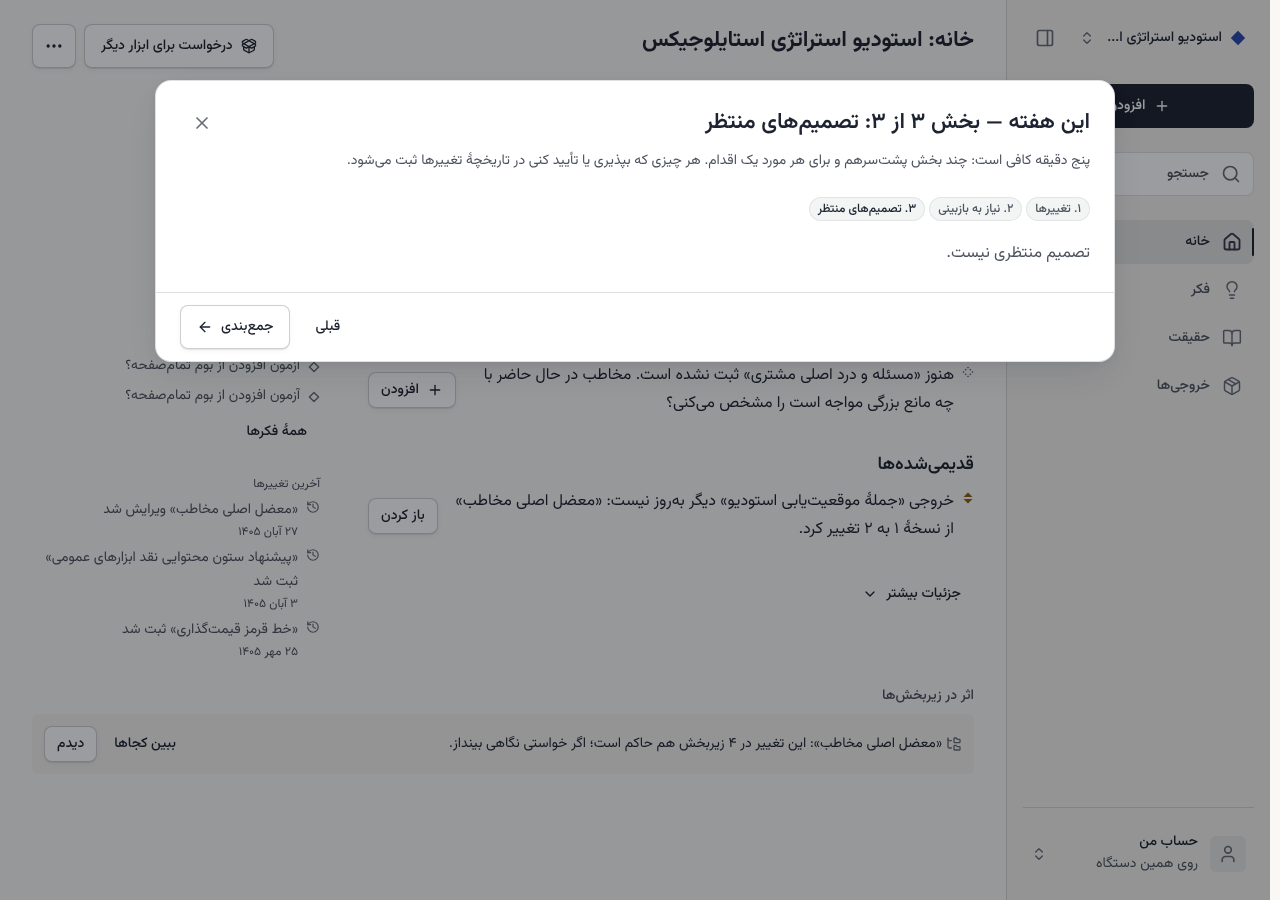 استودیو استراتژی ا...
خانه: استودیو استراتژی استایلوجیکس
درخواست برای ابزار دیگر
افزودن
جستجو
خانه
فکر
حقیقت
خروجی‌ها
این هفته — بخش ۳ از ۳: تصمیم‌های منتظر
پنج دقیقه کافی است: چند بخش پشت‌سرهم و برای هر مورد یک اقدام. هر چیزی که بپذیری یا تأیید کنی در تاریخچهٔ تغییرها ثبت می‌شود.
۱. تغییرها
۲. نیاز به بازبینی
۳. تصمیم‌های منتظر
تصمیم منتظری نیست.
قبلی
جمع‌بندی
هنوز «مسئله و درد اصلی مشتری» ثبت نشده است. مخاطب در حال حاضر با
چه مانع بزرگی مواجه است را مشخص می‌کنی؟
افزودن
قدیمی‌شده‌ها
خروجی «جملهٔ موقعیت‌یابی استودیو» دیگر به‌روز نیست: «معضل اصلی مخاطب»
از نسخهٔ ۱ به ۲ تغییر کرد.
باز کردن
جزئیات بیشتر
آزمون افزودن از بوم تمام‌صفحه؟
آزمون افزودن از بوم تمام‌صفحه؟
همهٔ فکرها
آخرین تغییرها
«معضل اصلی مخاطب» ویرایش شد
۲۷ آبان ۱۴۰۵
«پیشنهاد ستون محتوایی نقد ابزارهای عمومی»
ثبت شد
۳ آبان ۱۴۰۵
«خط قرمز قیمت‌گذاری» ثبت شد
۲۵ مهر ۱۴۰۵
اثر در زیربخش‌ها
«معضل اصلی مخاطب»: این تغییر در ۴ زیربخش هم حاکم است؛ اگر خواستی نگاهی بینداز.
ببین کجاها
دیدم
حساب من
روی همین دستگاه